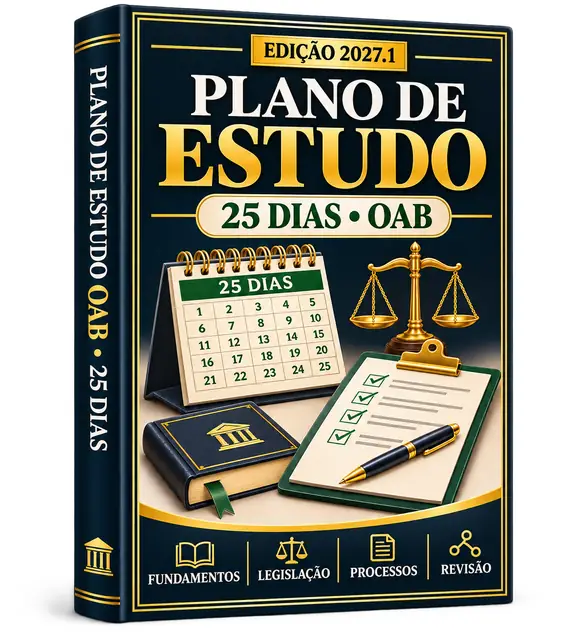 EDIÇÃO 2027.1
PLANO DE
ESTUDO
25 DIAS • OAB
PLANO DE ESTUDO OAB • 25 DIAS
25 DIAS
1 2 3 4 5
6 7 8 9 10
11 12 13 14 15
16 17 18 19 20
21 22 23 24 25
FUNDAMENTOS
LEGISLAÇÃO
PROCESSOS
REVISÃO